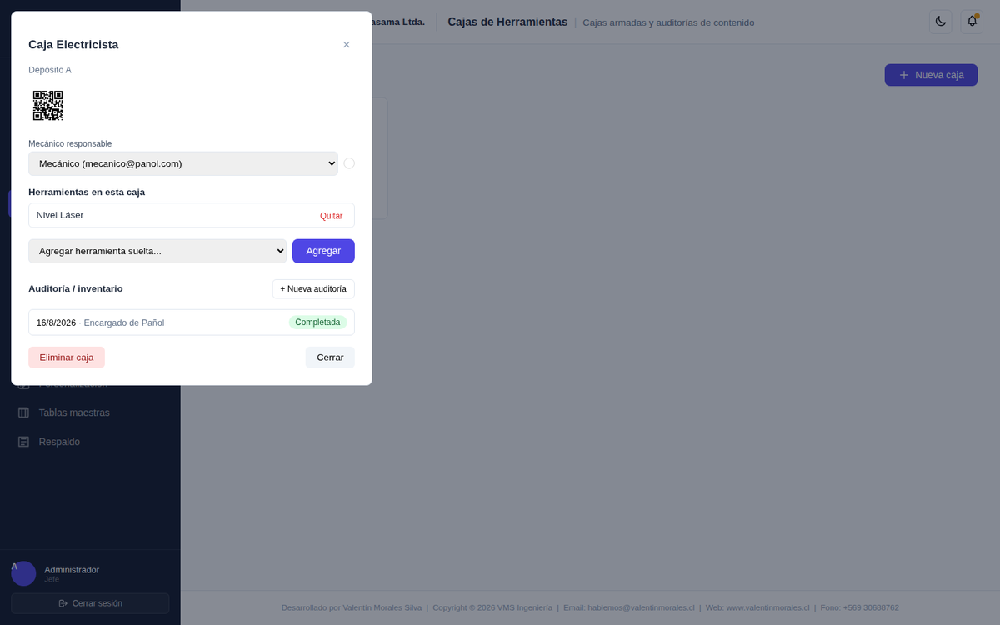 Caja Electricista
×
Depósito A
Mecánico responsable
Mecánico (mecanico@panol.com)
Herramientas en esta caja
Nivel Láser
Quitar
Agregar herramienta suelta...
Agregar
Auditoría / inventario
+ Nueva auditoría
16/8/2026 · Encargado de Pañol
Completada
Eliminar caja
Cerrar
Ltda.
Cajas de Herramientas | Cajas armadas y auditorías de contenido
+ Nueva caja
Tablas maestras
Respaldo
A
Administrador
Jefe
Cerrar sesión
Desarrollado por Valentín Morales Silva | Copyright © 2026 VMS Ingeniería | Email: hablemos@valentinmorales.cl | Web: www.valentinmorales.cl | Fono: +569 30688762